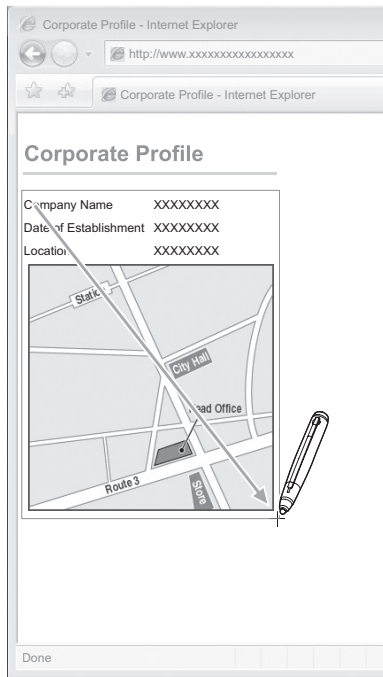 Corporate Profile - Internet Explorer
http://www.xxxxxxxxxxxxxxxxx
Corporate Profile - Internet Explorer
Corporate Profile
Company Name XXXXXXXX
Date of Establishment XXXXXXXX
Location XXXXXXXX
Station
City Hall
Head Office
Route 3
Store
Done